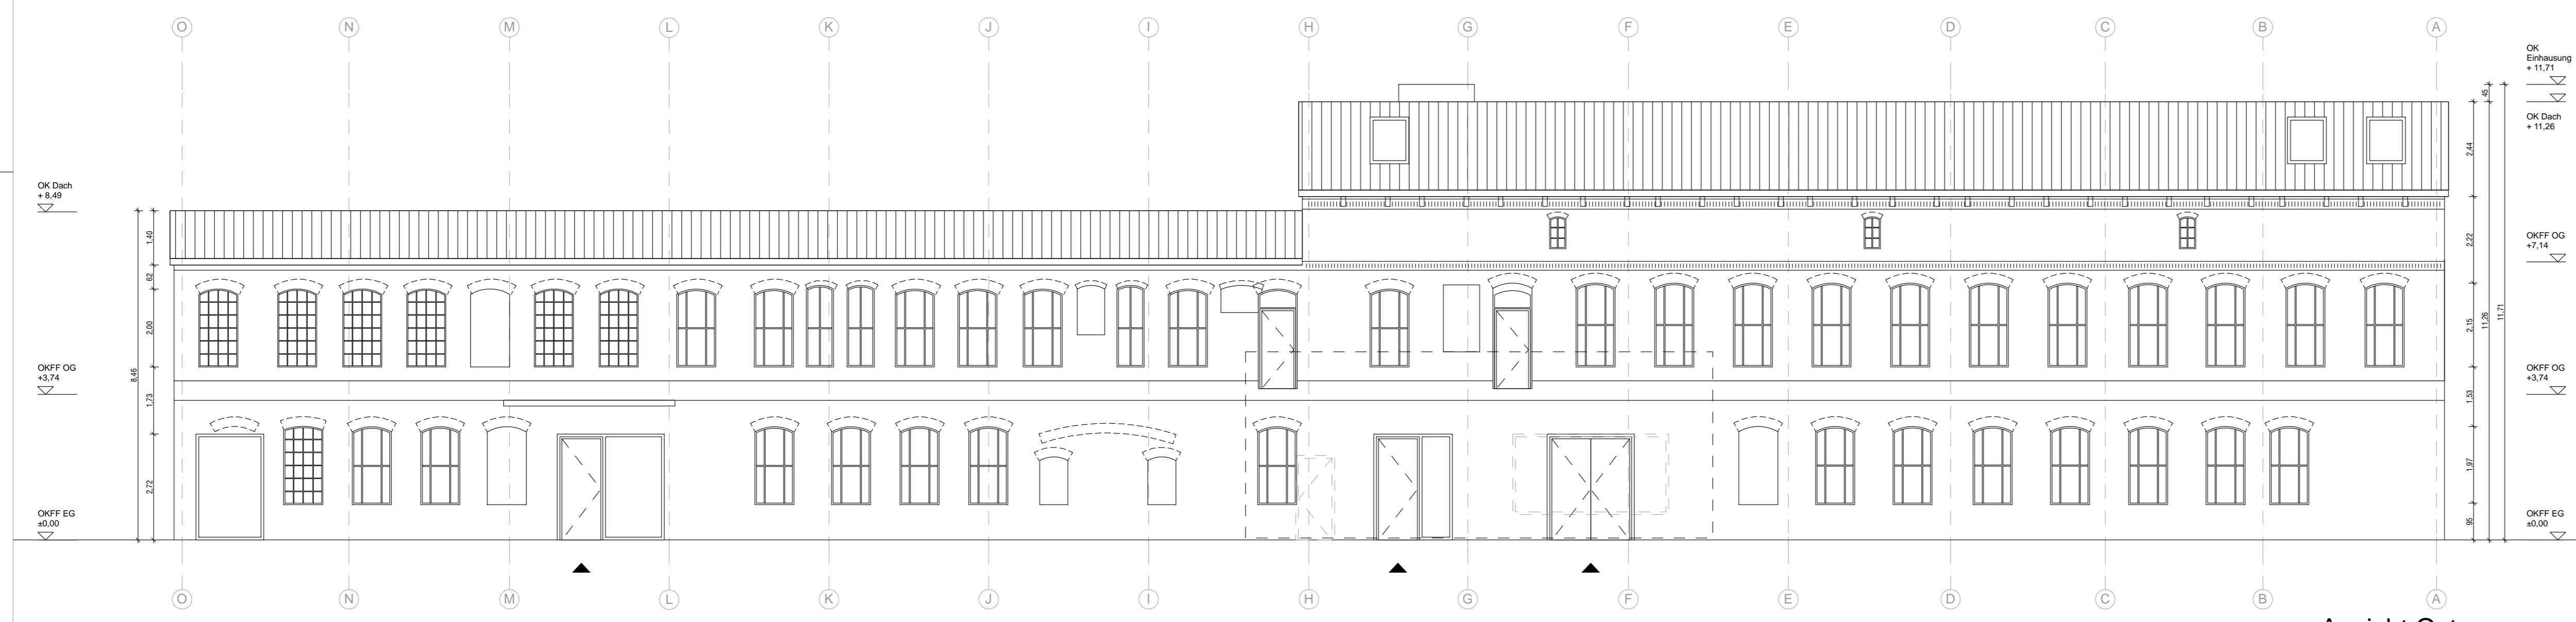 O N M L K J I H G F E D C B A
OK
Einhausung
+ 11,71
OK Dach
+ 11,26
OK Dach
+ 8,49
OKFF OG
+7,14
OKFF OG
+3,74
OKFF OG
+3,74
OKFF EG
±0,00
OKFF EG
±0,00
8,46
1,40
62
2,00
1,73
2,72
45
2,44
2,22
2,15
1,53
1,97
95
11,26
11,71
O N M L K J I H G F E D C B A